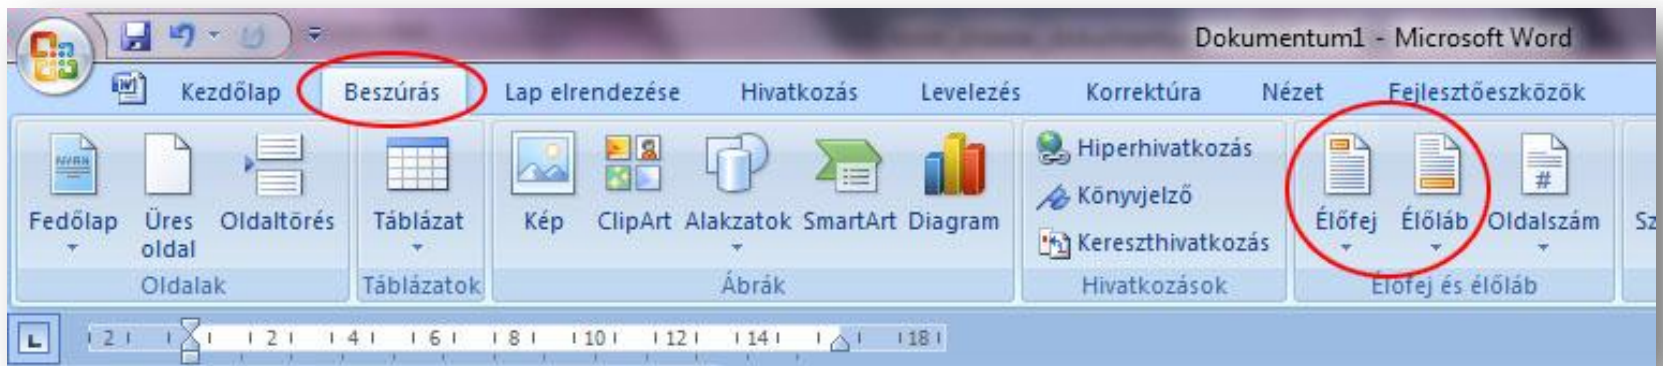 Dokumentum1 - Microsoft Word
Kezdőlap Beszúrás Lap elrendezése Hivatkozás Levelezés Korrektúra Nézet Fejlesztőeszközök
Hiperhivatkozás
Könyvjelző
Kereszthivatkozás
Fedőlap Üres oldal Oldaltörés Táblázat Kép ClipArt Alakzatok SmartArt Diagram Élőfej Élőláb Oldalszám Sz
Oldalak Táblázatok Ábrák Hivatkozások Élőfej és élőláb
L 2 2 4 6 8 10 12 14 18